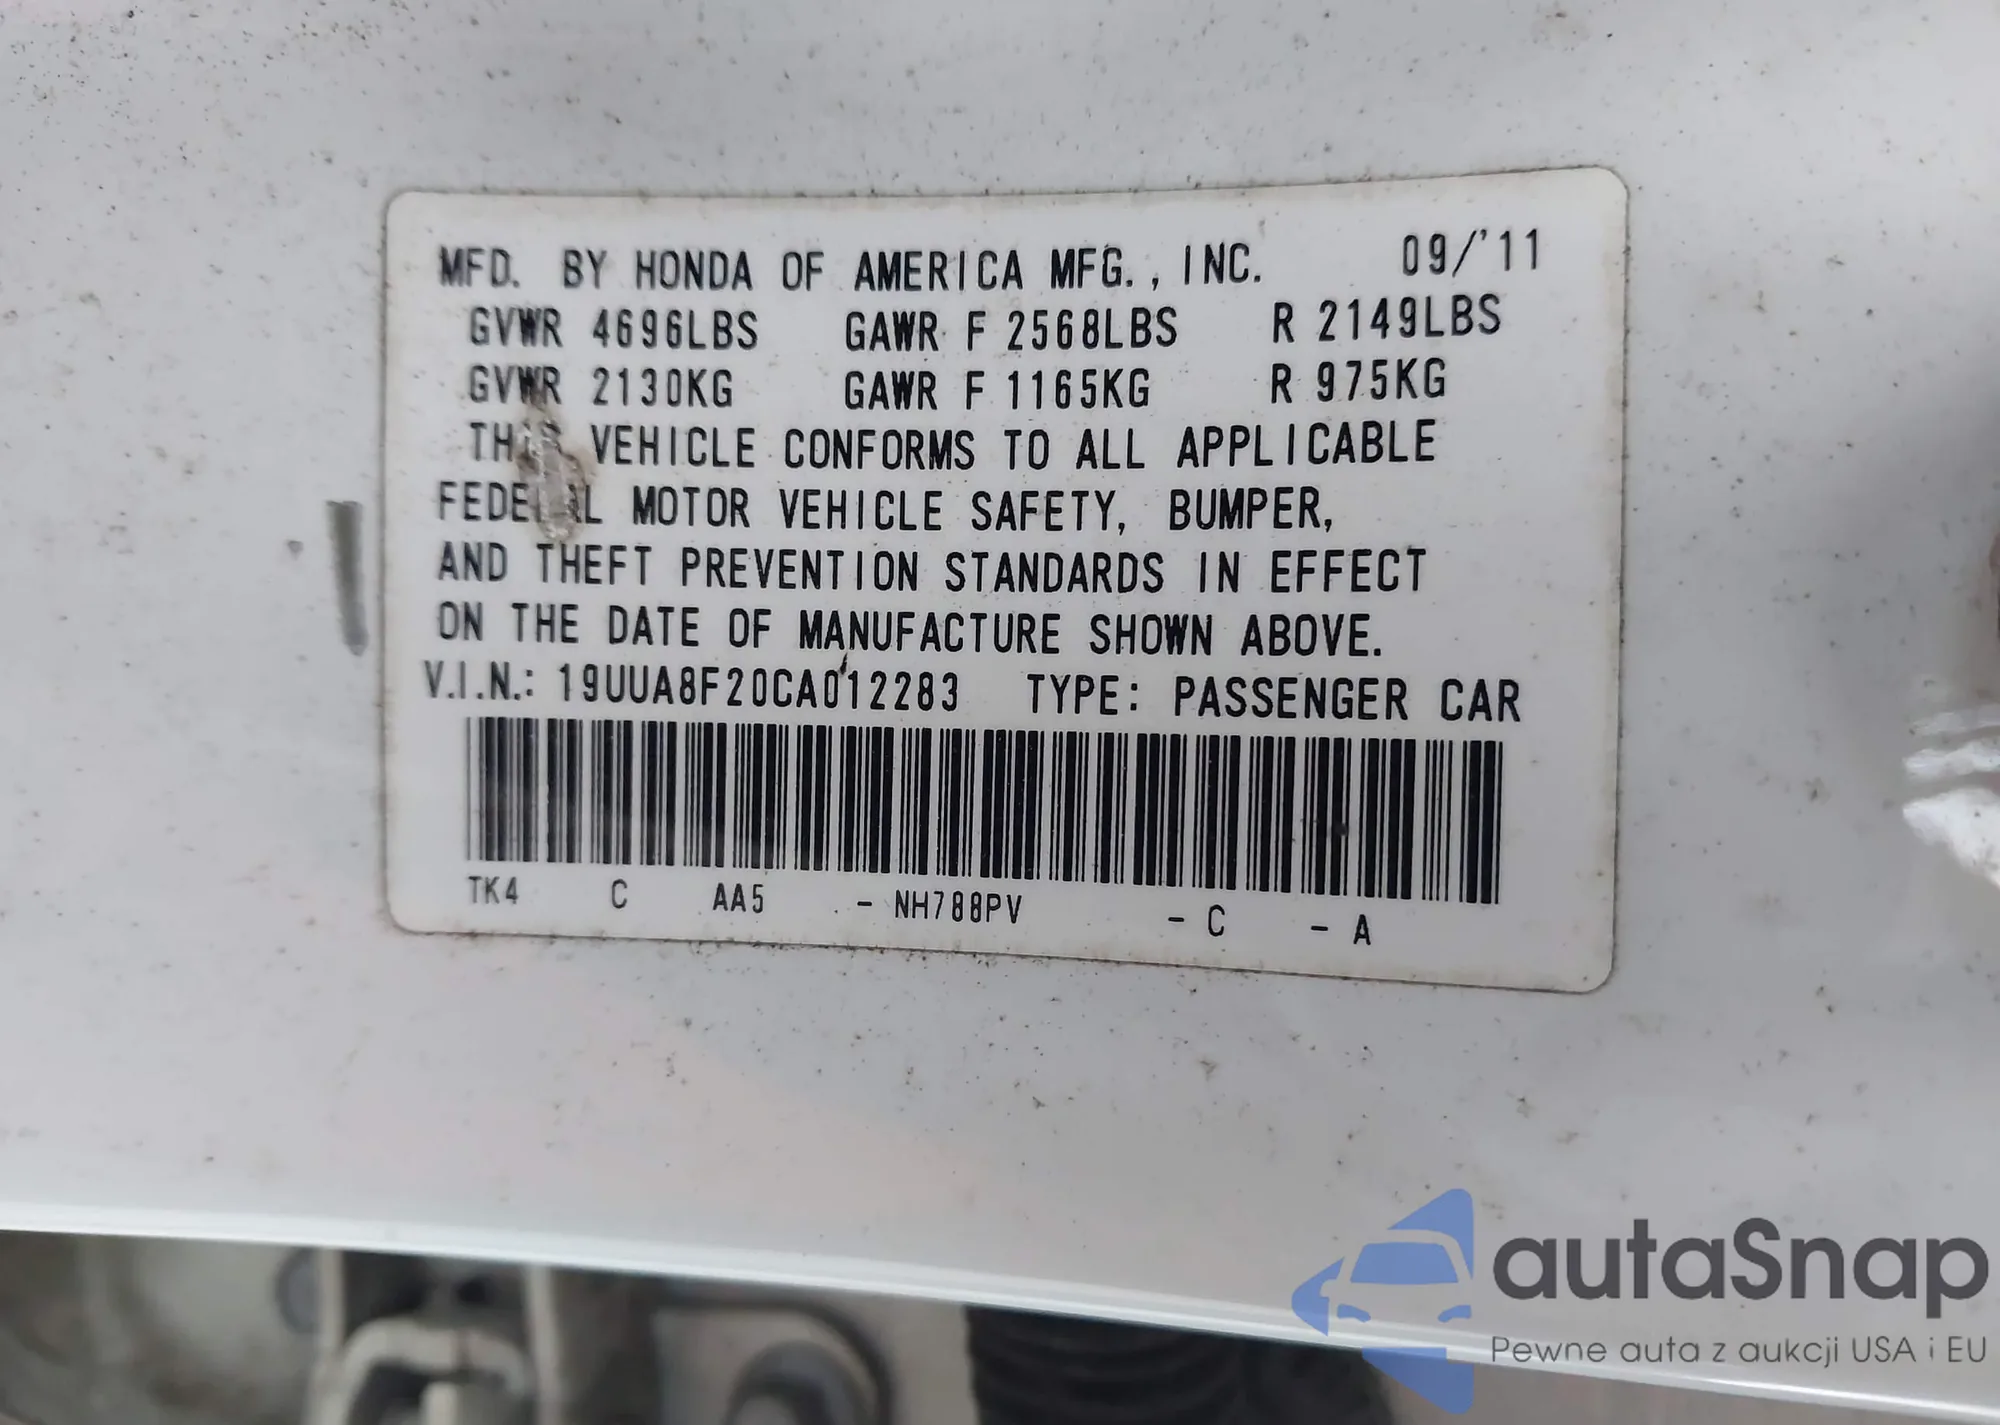 MFD. BY HONDA OF AMERICA MFG., INC. 09/'11
GVWR 4696LBS GAWR F 2568LBS R 2149LBS
GVWR 2130KG GAWR F 1165KG R 975KG
THIS VEHICLE CONFORMS TO ALL APPLICABLE
FEDERAL MOTOR VEHICLE SAFETY, BUMPER,
AND THEFT PREVENTION STANDARDS IN EFFECT
ON THE DATE OF MANUFACTURE SHOWN ABOVE.
V.I.N.: 19UUA8F20CA012283 TYPE: PASSENGER CAR
TK4 C AA5 - NH788PV - C - A
autaSnap
Pewne auta z aukcji USA i EU